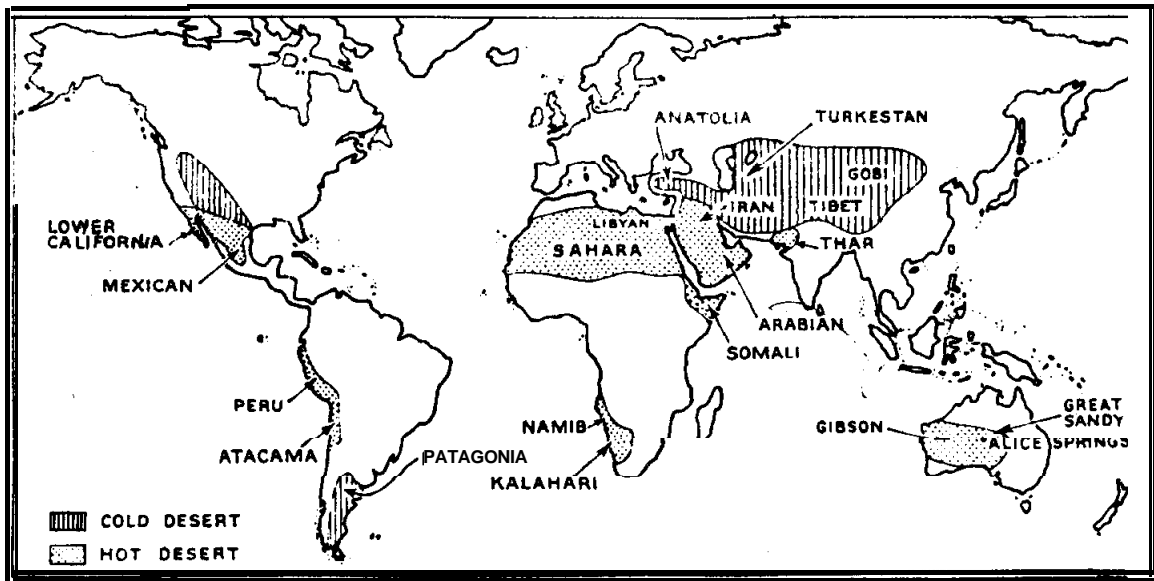 ANATOLIA
TURKESTAN
GOBI
IRAN
TIBET
LOWER
CALIFORNIA
LIBYAN
SAHARA
THAR
MEXICAN
ARABIAN
SOMALI
PERU
NAMIB
GIBSON
GREAT
SANDY
ALICE SPRINGS
ATACAMA
PATAGONIA
KALAHARI
COLD DESERT
HOT DESERT